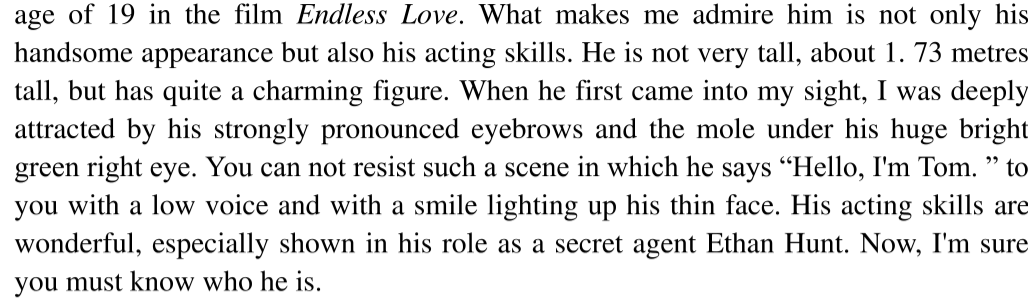 age of 19 in the film Endless Love. What makes me admire him is not only his
handsome appearance but also his acting skills. He is not very tall, about 1. 73 metres
tall, but has quite a charming figure. When he first came into my sight, I was deeply
attracted by his strongly pronounced eyebrows and the mole under his huge bright
green right eye. You can not resist such a scene in which he says “Hello, I'm Tom. ” to
you with a low voice and with a smile lighting up his thin face. His acting skills are
wonderful, especially shown in his role as a secret agent Ethan Hunt. Now, I'm sure
you must know who he is.